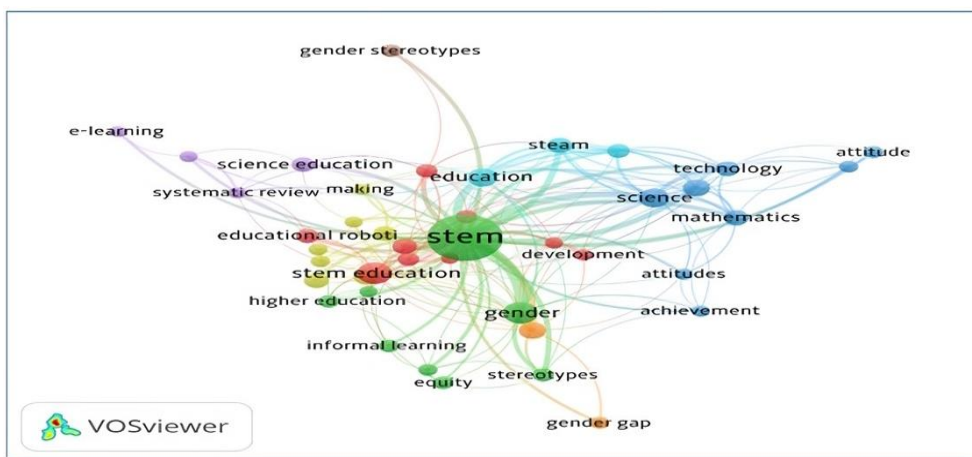 gender stereotypes
e-learning
steam
attitude
science education
technology
education
systematic review
making
science
mathematics
educational roboti
stem
development
stem education
attitudes
higher education
gender
achievement
informal learning
stereotypes
equity
gender gap
VOSviewer